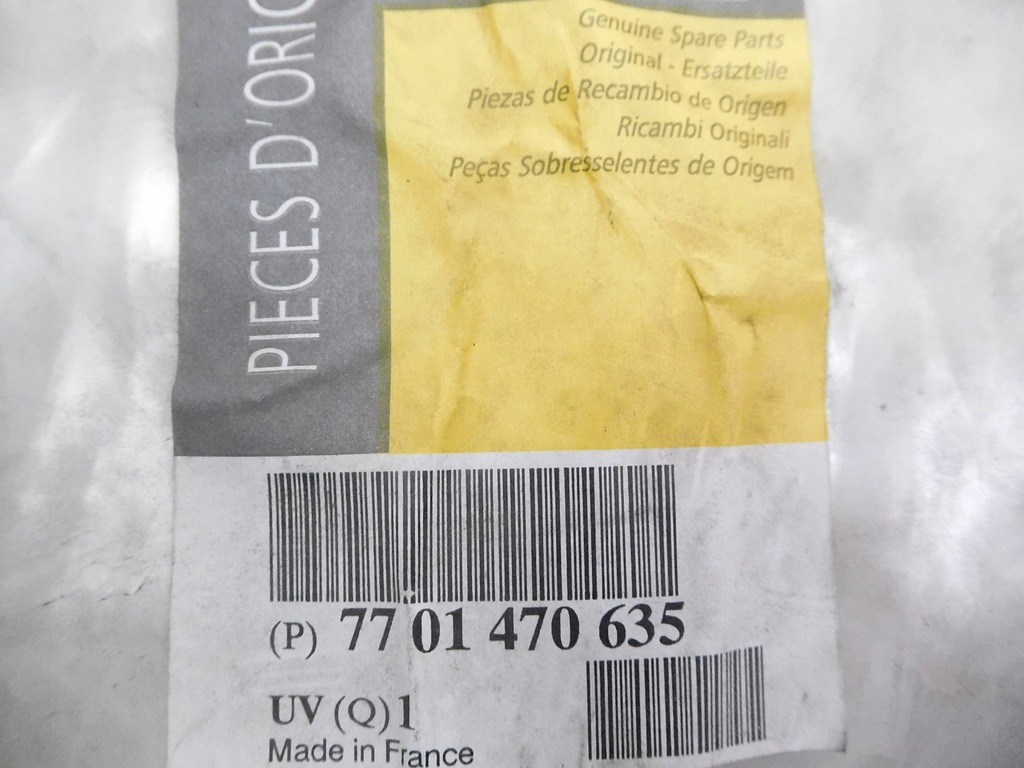 PIECES D'ORIG
Genuine Spare Parts
Original - Ersatzteile
Piezas de Recambio de Origen
Ricambi Originali
Peças Sobresselentes de Origem
(P) 77 01 470 635
UV (Q) 1
Made in France